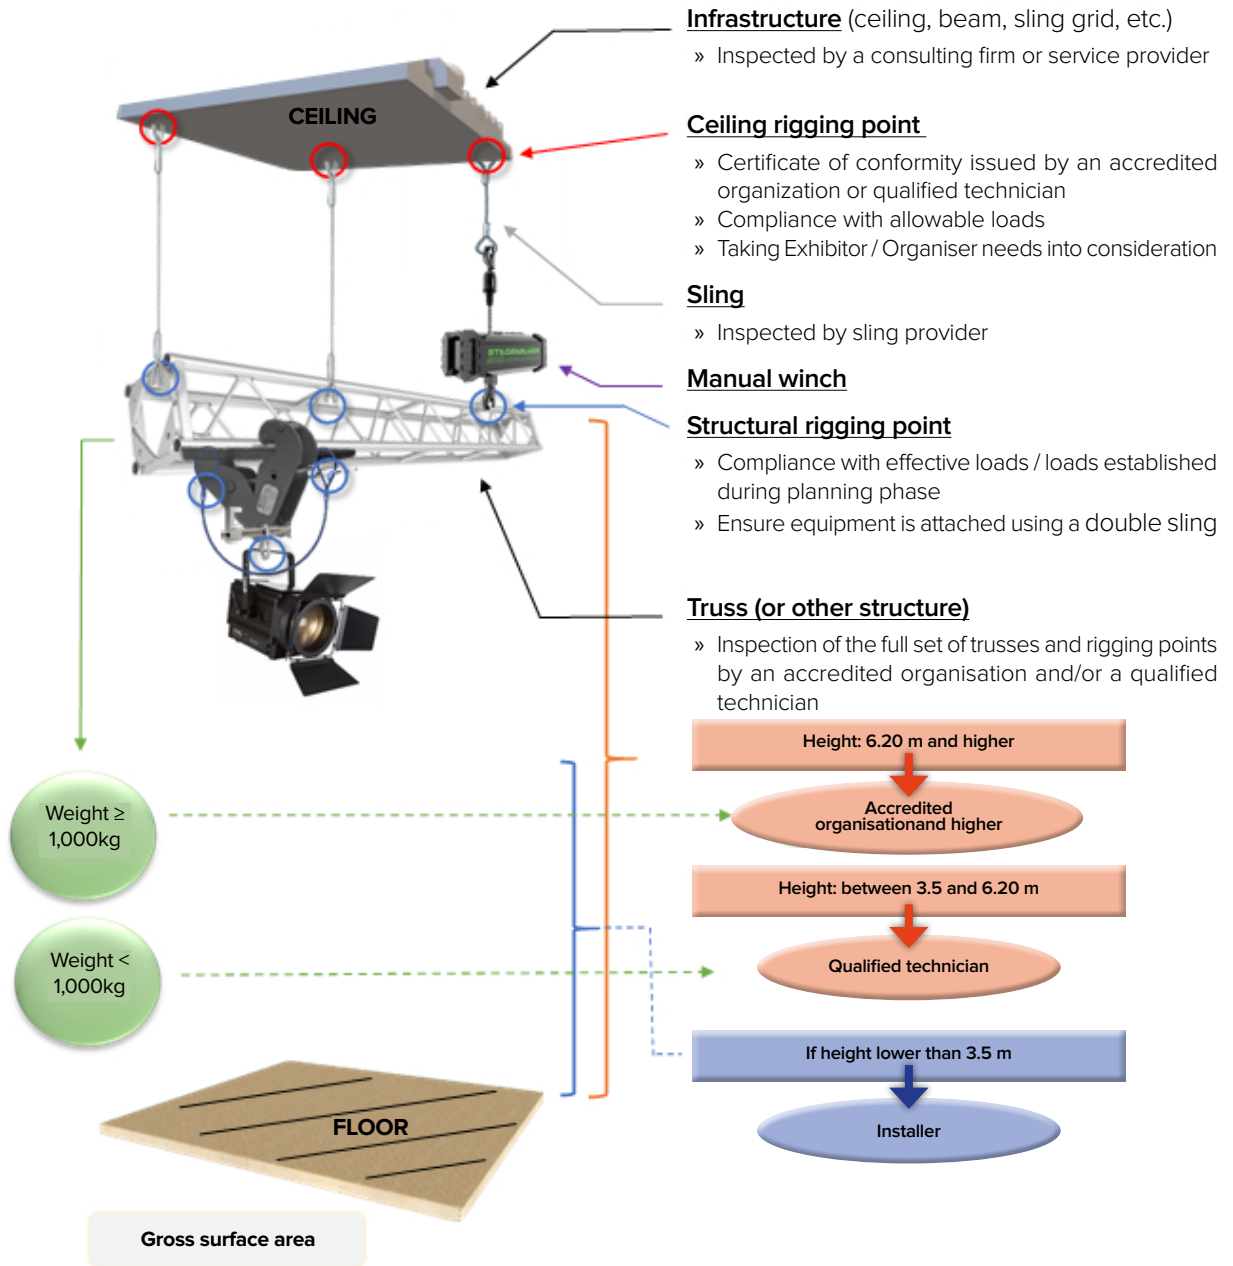 Infrastructure (ceiling, beam, sling grid, etc.)
» Inspected by a consulting firm or service provider
CEILING
Ceiling rigging point
» Certificate of conformity issued by an accredited
organization or qualified technician
» Compliance with allowable loads
» Taking Exhibitor / Organiser needs into consideration
Sling
» Inspected by sling provider
Manual winch
Structural rigging point
» Compliance with effective loads / loads established
during planning phase
» Ensure equipment is attached using a double sling
Truss (or other structure)
» Inspection of the full set of trusses and rigging points
by an accredited organisation and/or a qualified
technician
Height: 6.20 m and higher
Accredited
organisationand higher
Weight ≥
1,000kg
Height: between 3.5 and 6.20 m
Qualified technician
Weight <
1,000kg
If height lower than 3.5 m
Installer
FLOOR
Gross surface area